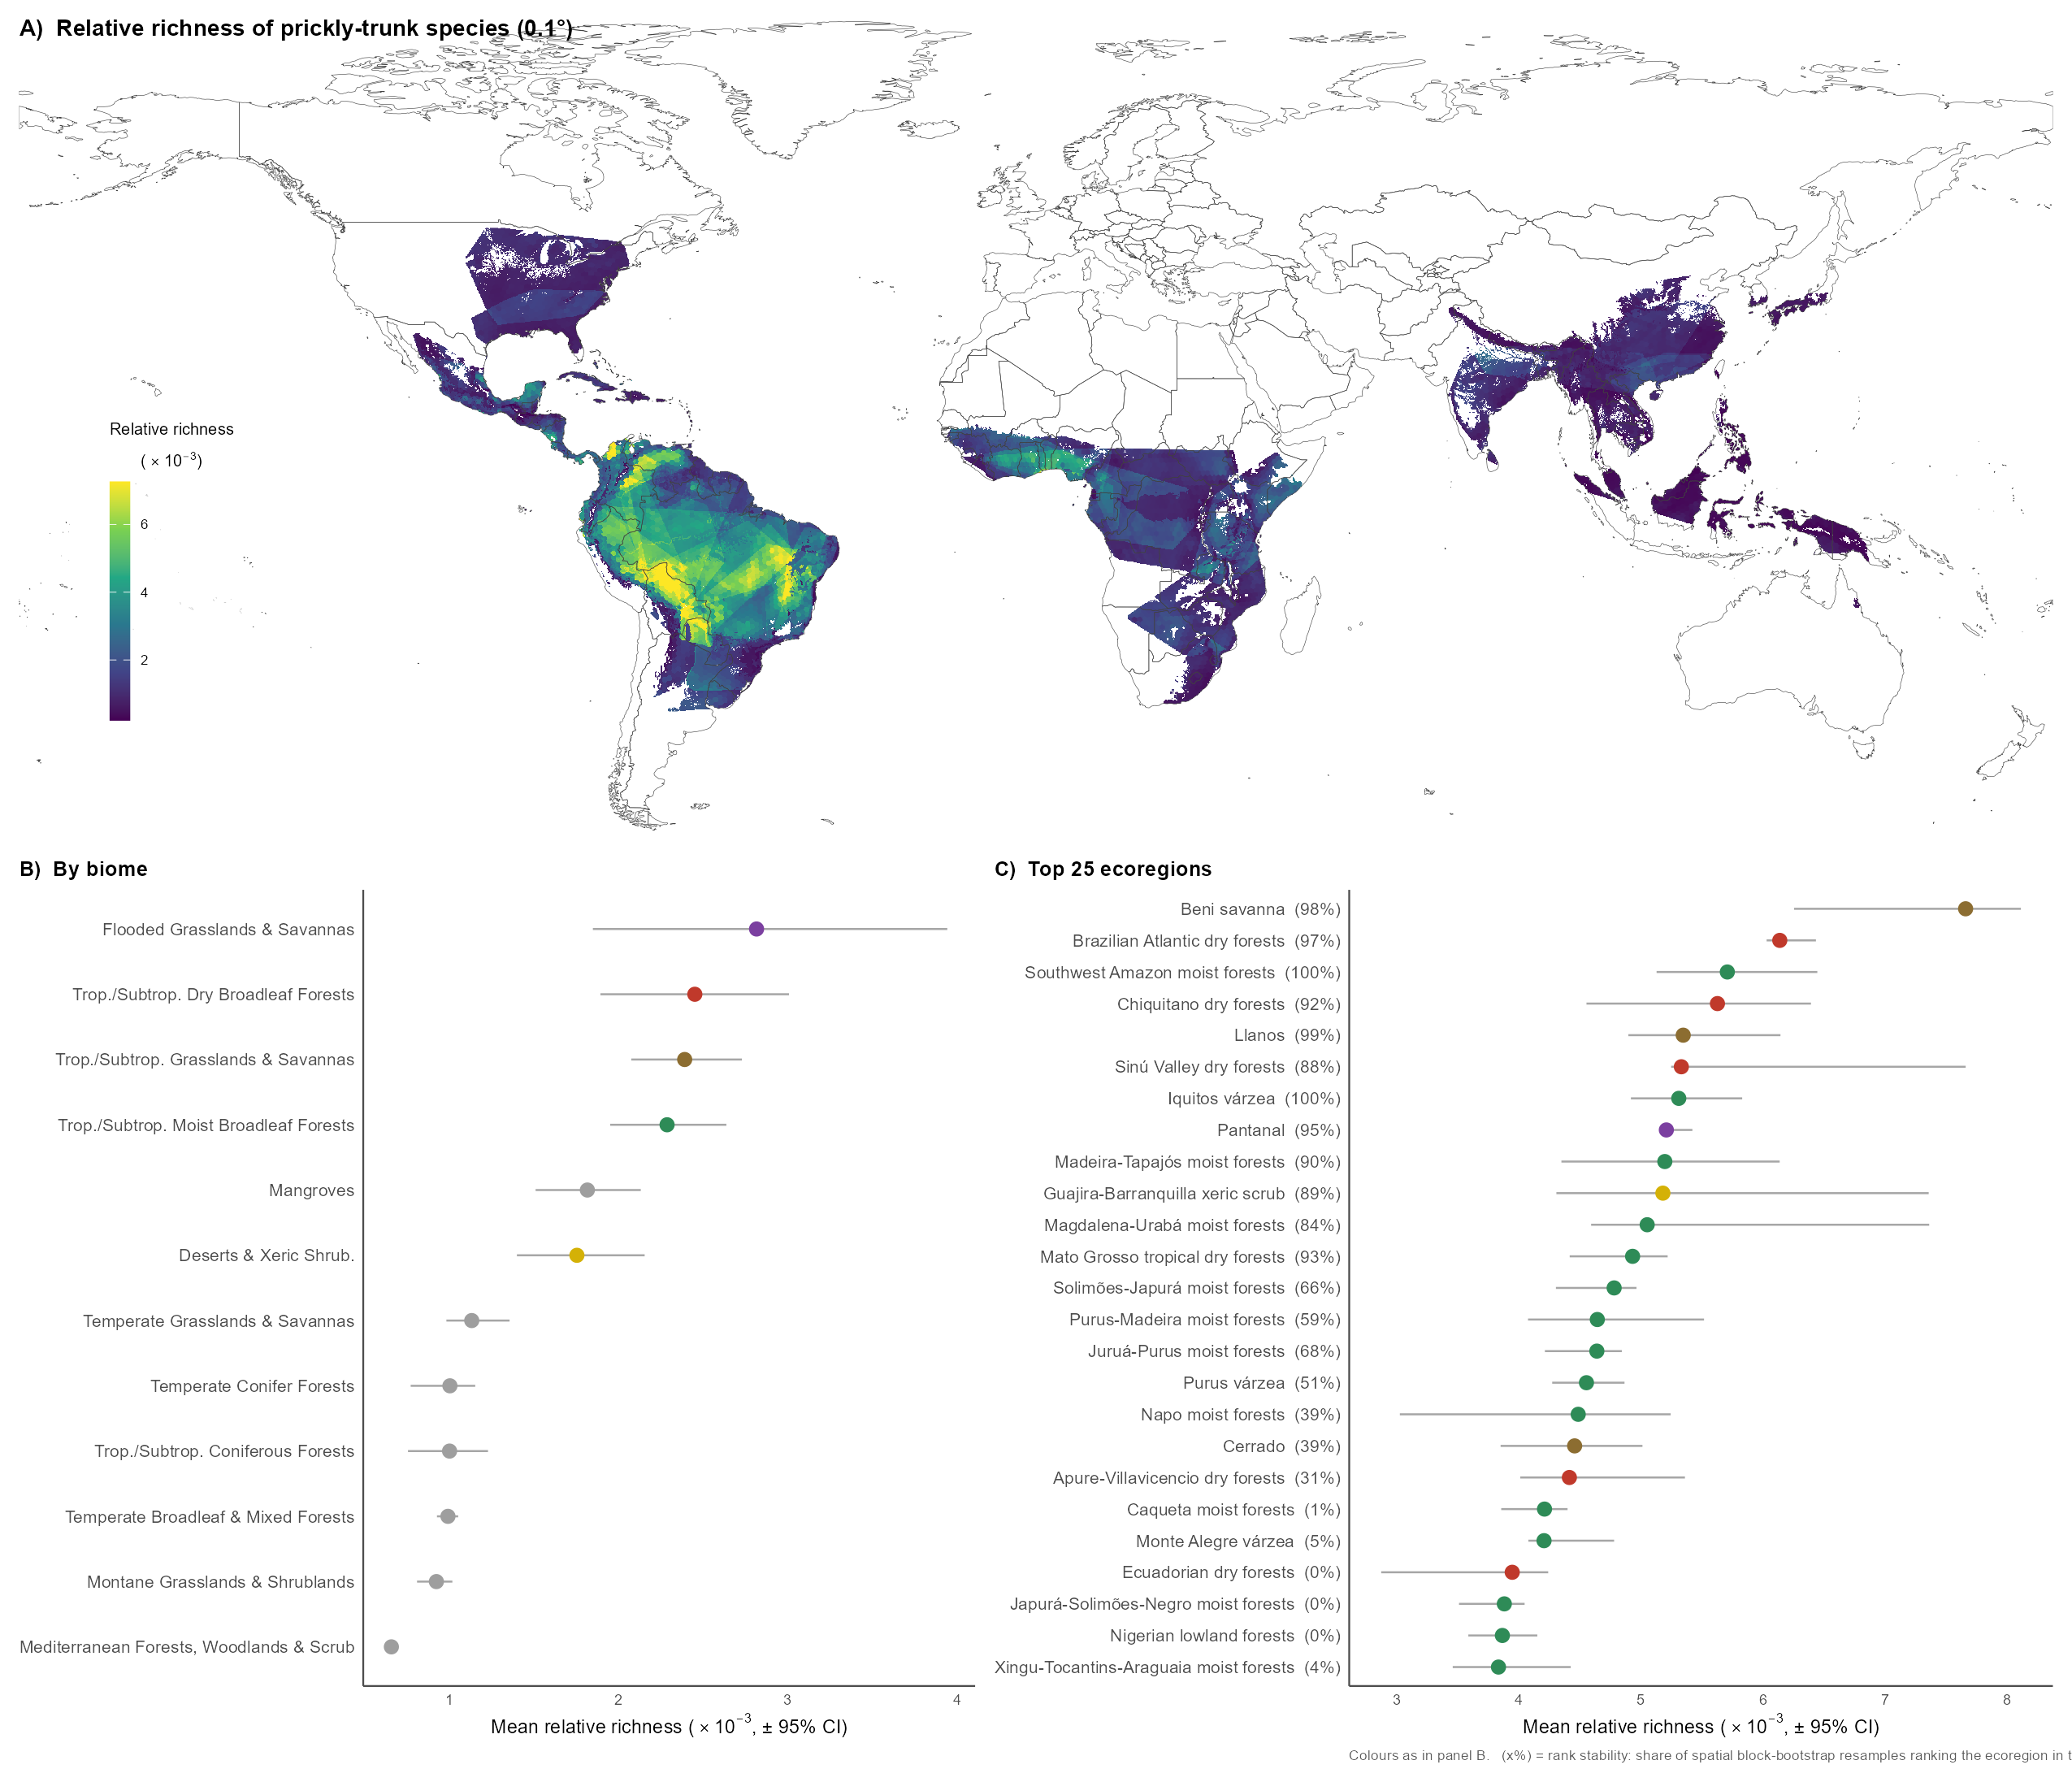 A)  Relative richness of prickly-trunk species (0.1°)
Relative richness
( × 10⁻³)
6
4
2
B)  By biome
Flooded Grasslands & Savannas
Trop./Subtrop. Dry Broadleaf Forests
Trop./Subtrop. Grasslands & Savannas
Trop./Subtrop. Moist Broadleaf Forests
Mangroves
Deserts & Xeric Shrub.
Temperate Grasslands & Savannas
Temperate Conifer Forests
Trop./Subtrop. Coniferous Forests
Temperate Broadleaf & Mixed Forests
Montane Grasslands & Shrublands
Mediterranean Forests, Woodlands & Scrub
1 2 3 4
Mean relative richness ( × 10⁻³, ± 95% CI)
C)  Top 25 ecoregions
Beni savanna  (98%)
Brazilian Atlantic dry forests  (97%)
Southwest Amazon moist forests  (100%)
Chiquitano dry forests  (92%)
Llanos  (99%)
Sinú Valley dry forests  (88%)
Iquitos várzea  (100%)
Pantanal  (95%)
Madeira-Tapajós moist forests  (90%)
Guajira-Barranquilla xeric scrub  (89%)
Magdalena-Urabá moist forests  (84%)
Mato Grosso tropical dry forests  (93%)
Solimões-Japurá moist forests  (66%)
Purus-Madeira moist forests  (59%)
Juruá-Purus moist forests  (68%)
Purus várzea  (51%)
Napo moist forests  (39%)
Cerrado  (39%)
Apure-Villavicencio dry forests  (31%)
Caqueta moist forests  (1%)
Monte Alegre várzea  (5%)
Ecuadorian dry forests  (0%)
Japurá-Solimões-Negro moist forests  (0%)
Nigerian lowland forests  (0%)
Xingu-Tocantins-Araguaia moist forests  (4%)
3 4 5 6 7 8
Mean relative richness ( × 10⁻³, ± 95% CI)
Colours as in panel B.   (x%) = rank stability: share of spatial block-bootstrap resamples ranking the ecoregion in